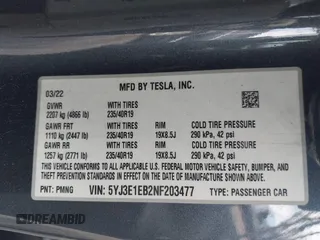 MFD BY TESLA, INC.
03/22
GVWR WITH TIRES
2207 kg (4866 lb) 235/40R19
GAWR FRT WITH TIRES RIM COLD TIRE PRESSURE
1110 kg (2447 lb) 235/40R19 19X8.5J 290 kPa, 42 psi
GAWR RR WITH TIRES RIM COLD TIRE PRESSURE
1257 kg (2771 lb) 235/40R19 19X8.5J 290 kPa, 42 psi
THIS VEHICLE CONFORMS TO ALL APPLICABLE FEDERAL MOTOR VEHICLE SAFETY, BUMPER, AND
THEFT PREVENTION STANDARDS IN EFFECT ON THE DATE OF MANUFACTURE SHOWN ABOVE.
PNT: PMNG VIN: 5YJ3E1EB2NF203477 TYPE: PASSENGER CAR
DREAMBID